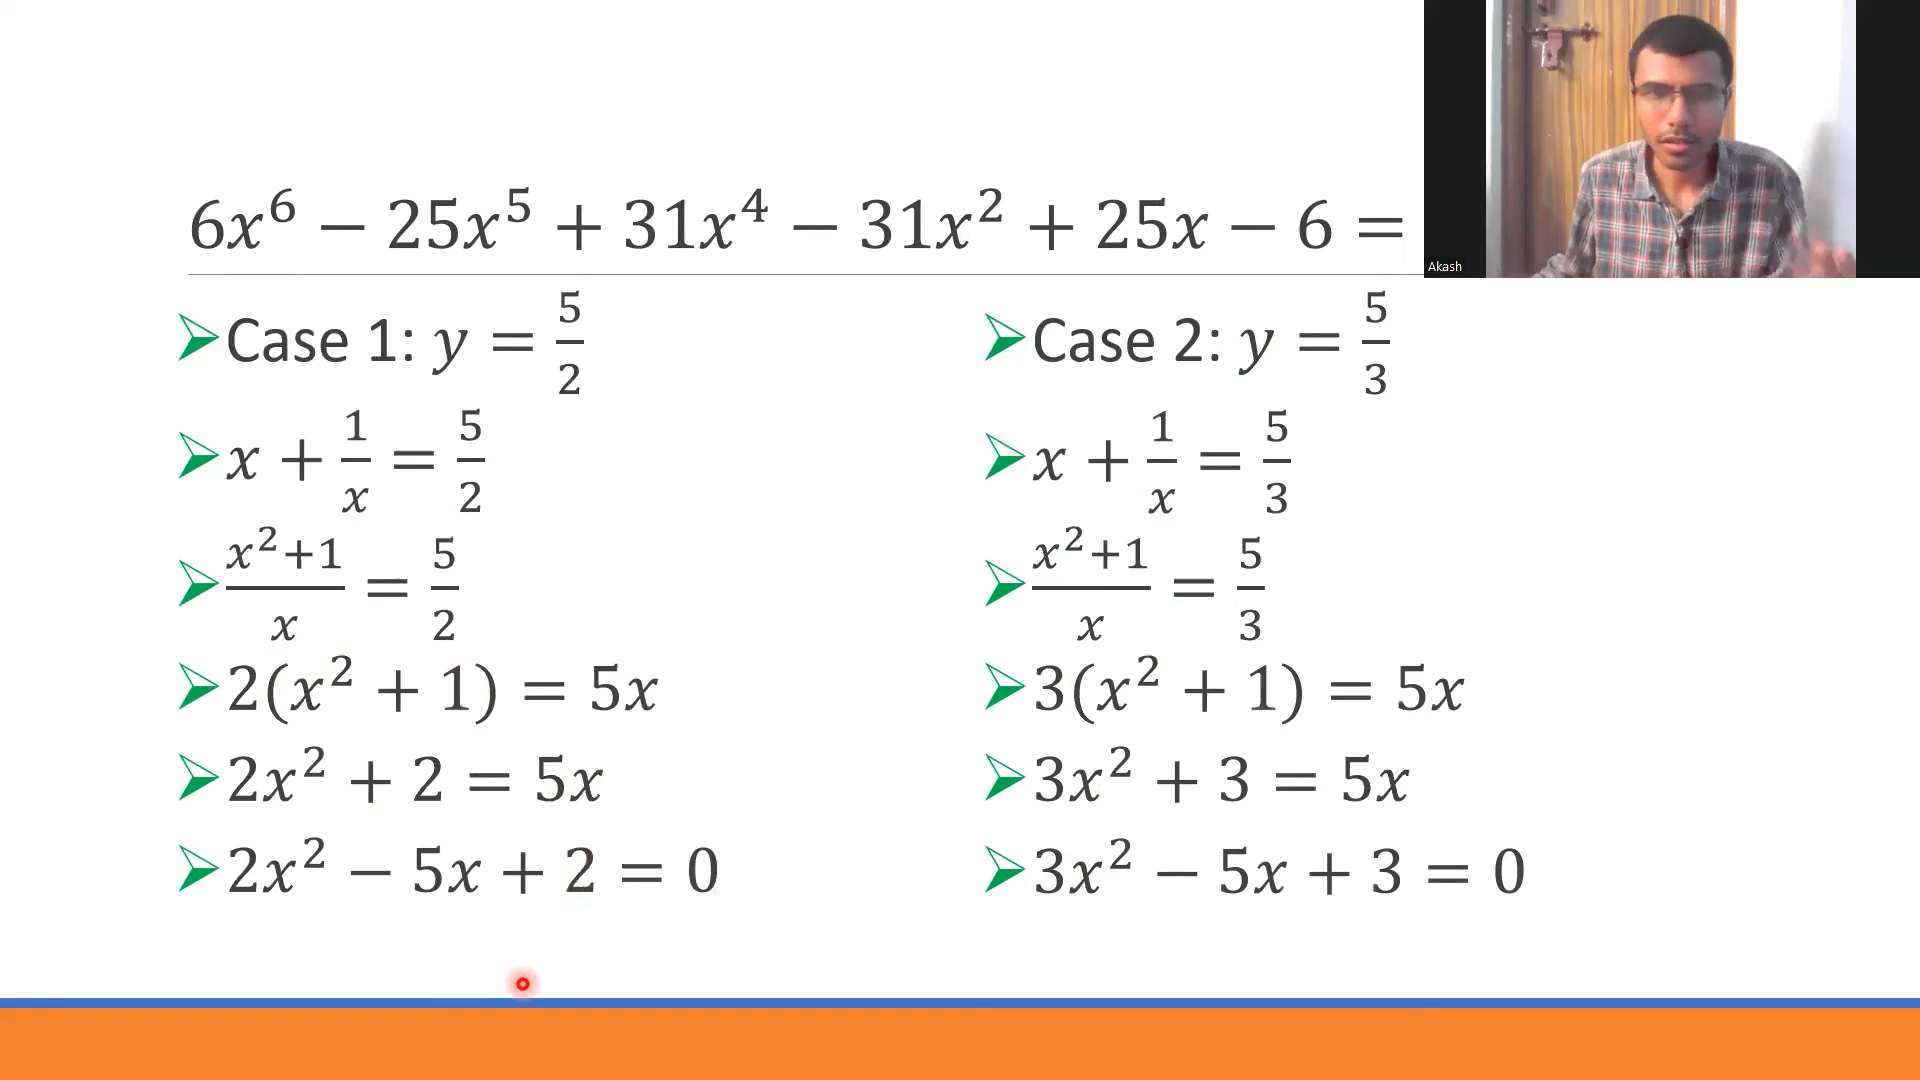 6x⁶ − 25x⁵ + 31x⁴ − 31x² + 25x − 6 =
Akash
Case 1: y = 5/2
x + 1/x = 5/2
(x²+1)/x = 5/2
2(x² + 1) = 5x
2x² + 2 = 5x
2x² − 5x + 2 = 0
Case 2: y = 5/3
x + 1/x = 5/3
(x²+1)/x = 5/3
3(x² + 1) = 5x
3x² + 3 = 5x
3x² − 5x + 3 = 0